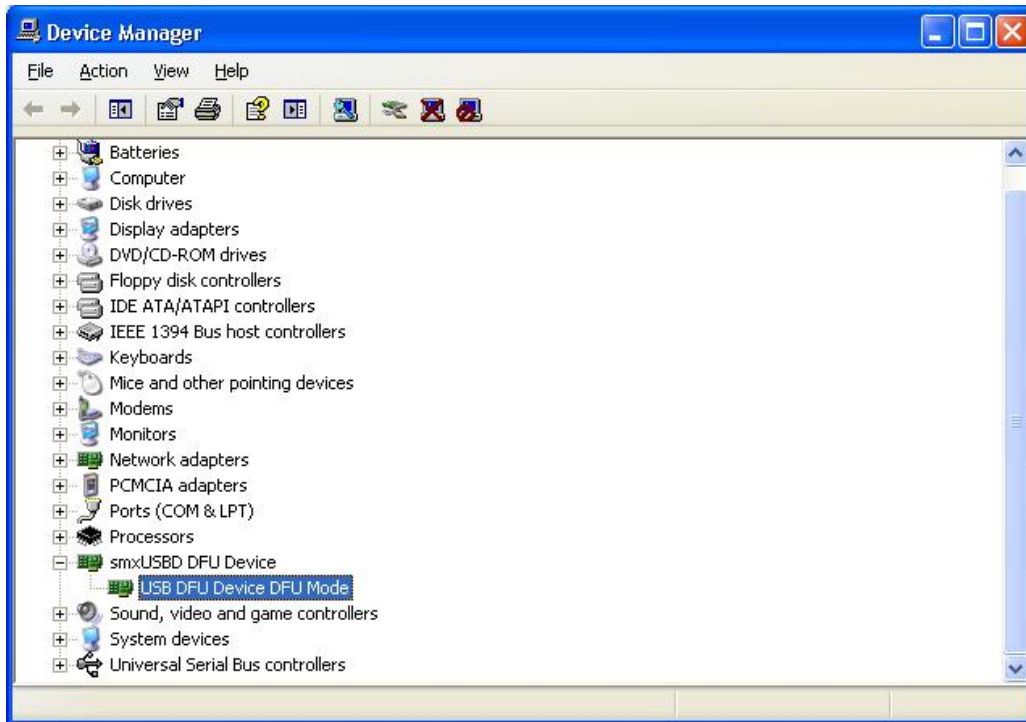 Device Manager
File Action View Help
Batteries
Computer
Disk drives
Display adapters
DVD/CD-ROM drives
Floppy disk controllers
IDE ATA/ATAPI controllers
IEEE 1394 Bus host controllers
Keyboards
Mice and other pointing devices
Modems
Monitors
Network adapters
PCMCIA adapters
Ports (COM & LPT)
Processors
smxUSBD DFU Device
USB DFU Device DFU Mode
Sound, video and game controllers
System devices
Universal Serial Bus controllers